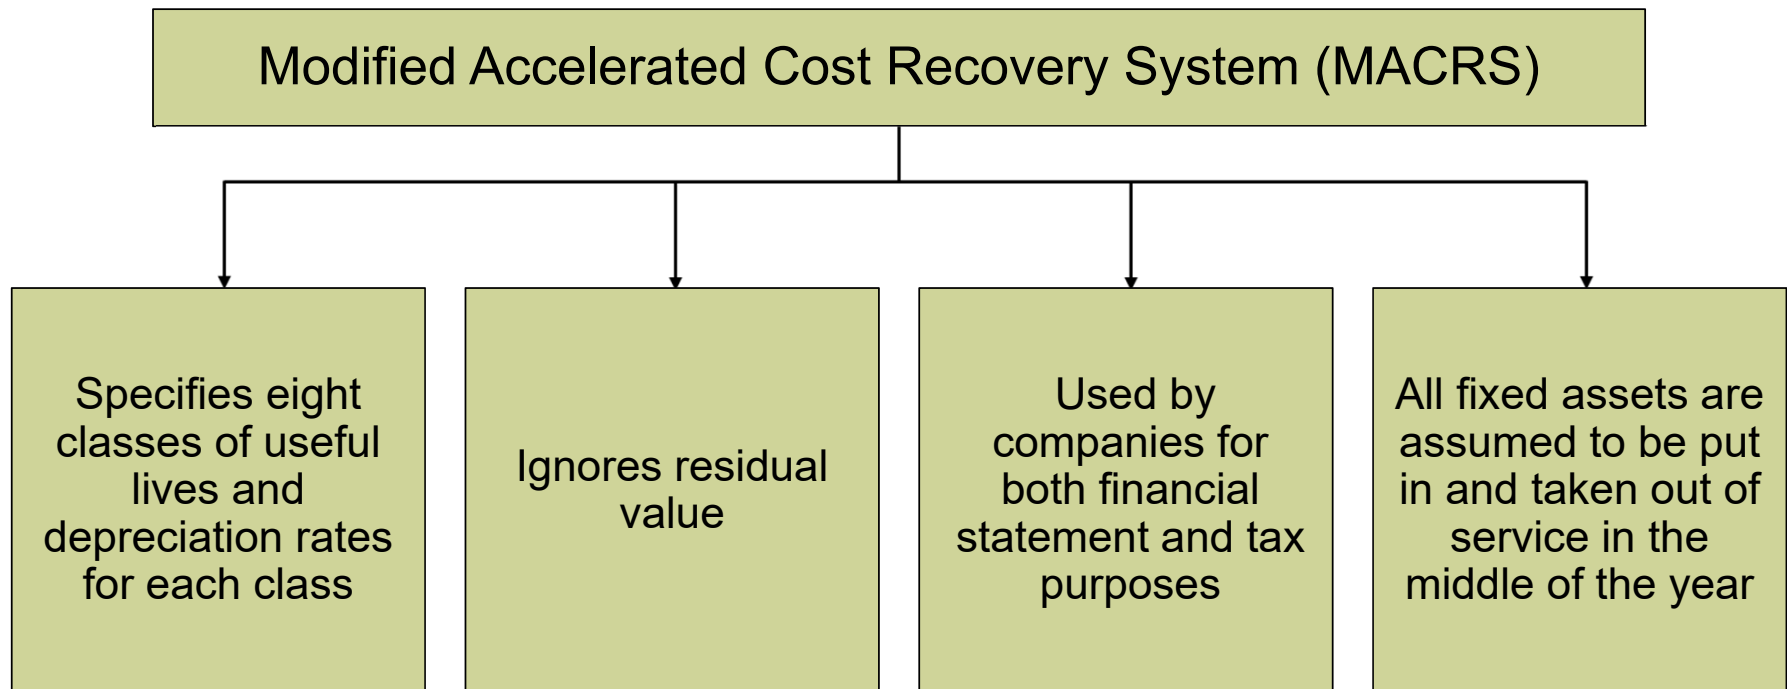 Modified Accelerated Cost Recovery System (MACRS)
Specifies eight
classes of useful
lives and
depreciation rates
for each class
Ignores residual
value
Used by
companies for
both financial
statement and tax
purposes
All fixed assets are
assumed to be put
in and taken out of
service in the
middle of the year